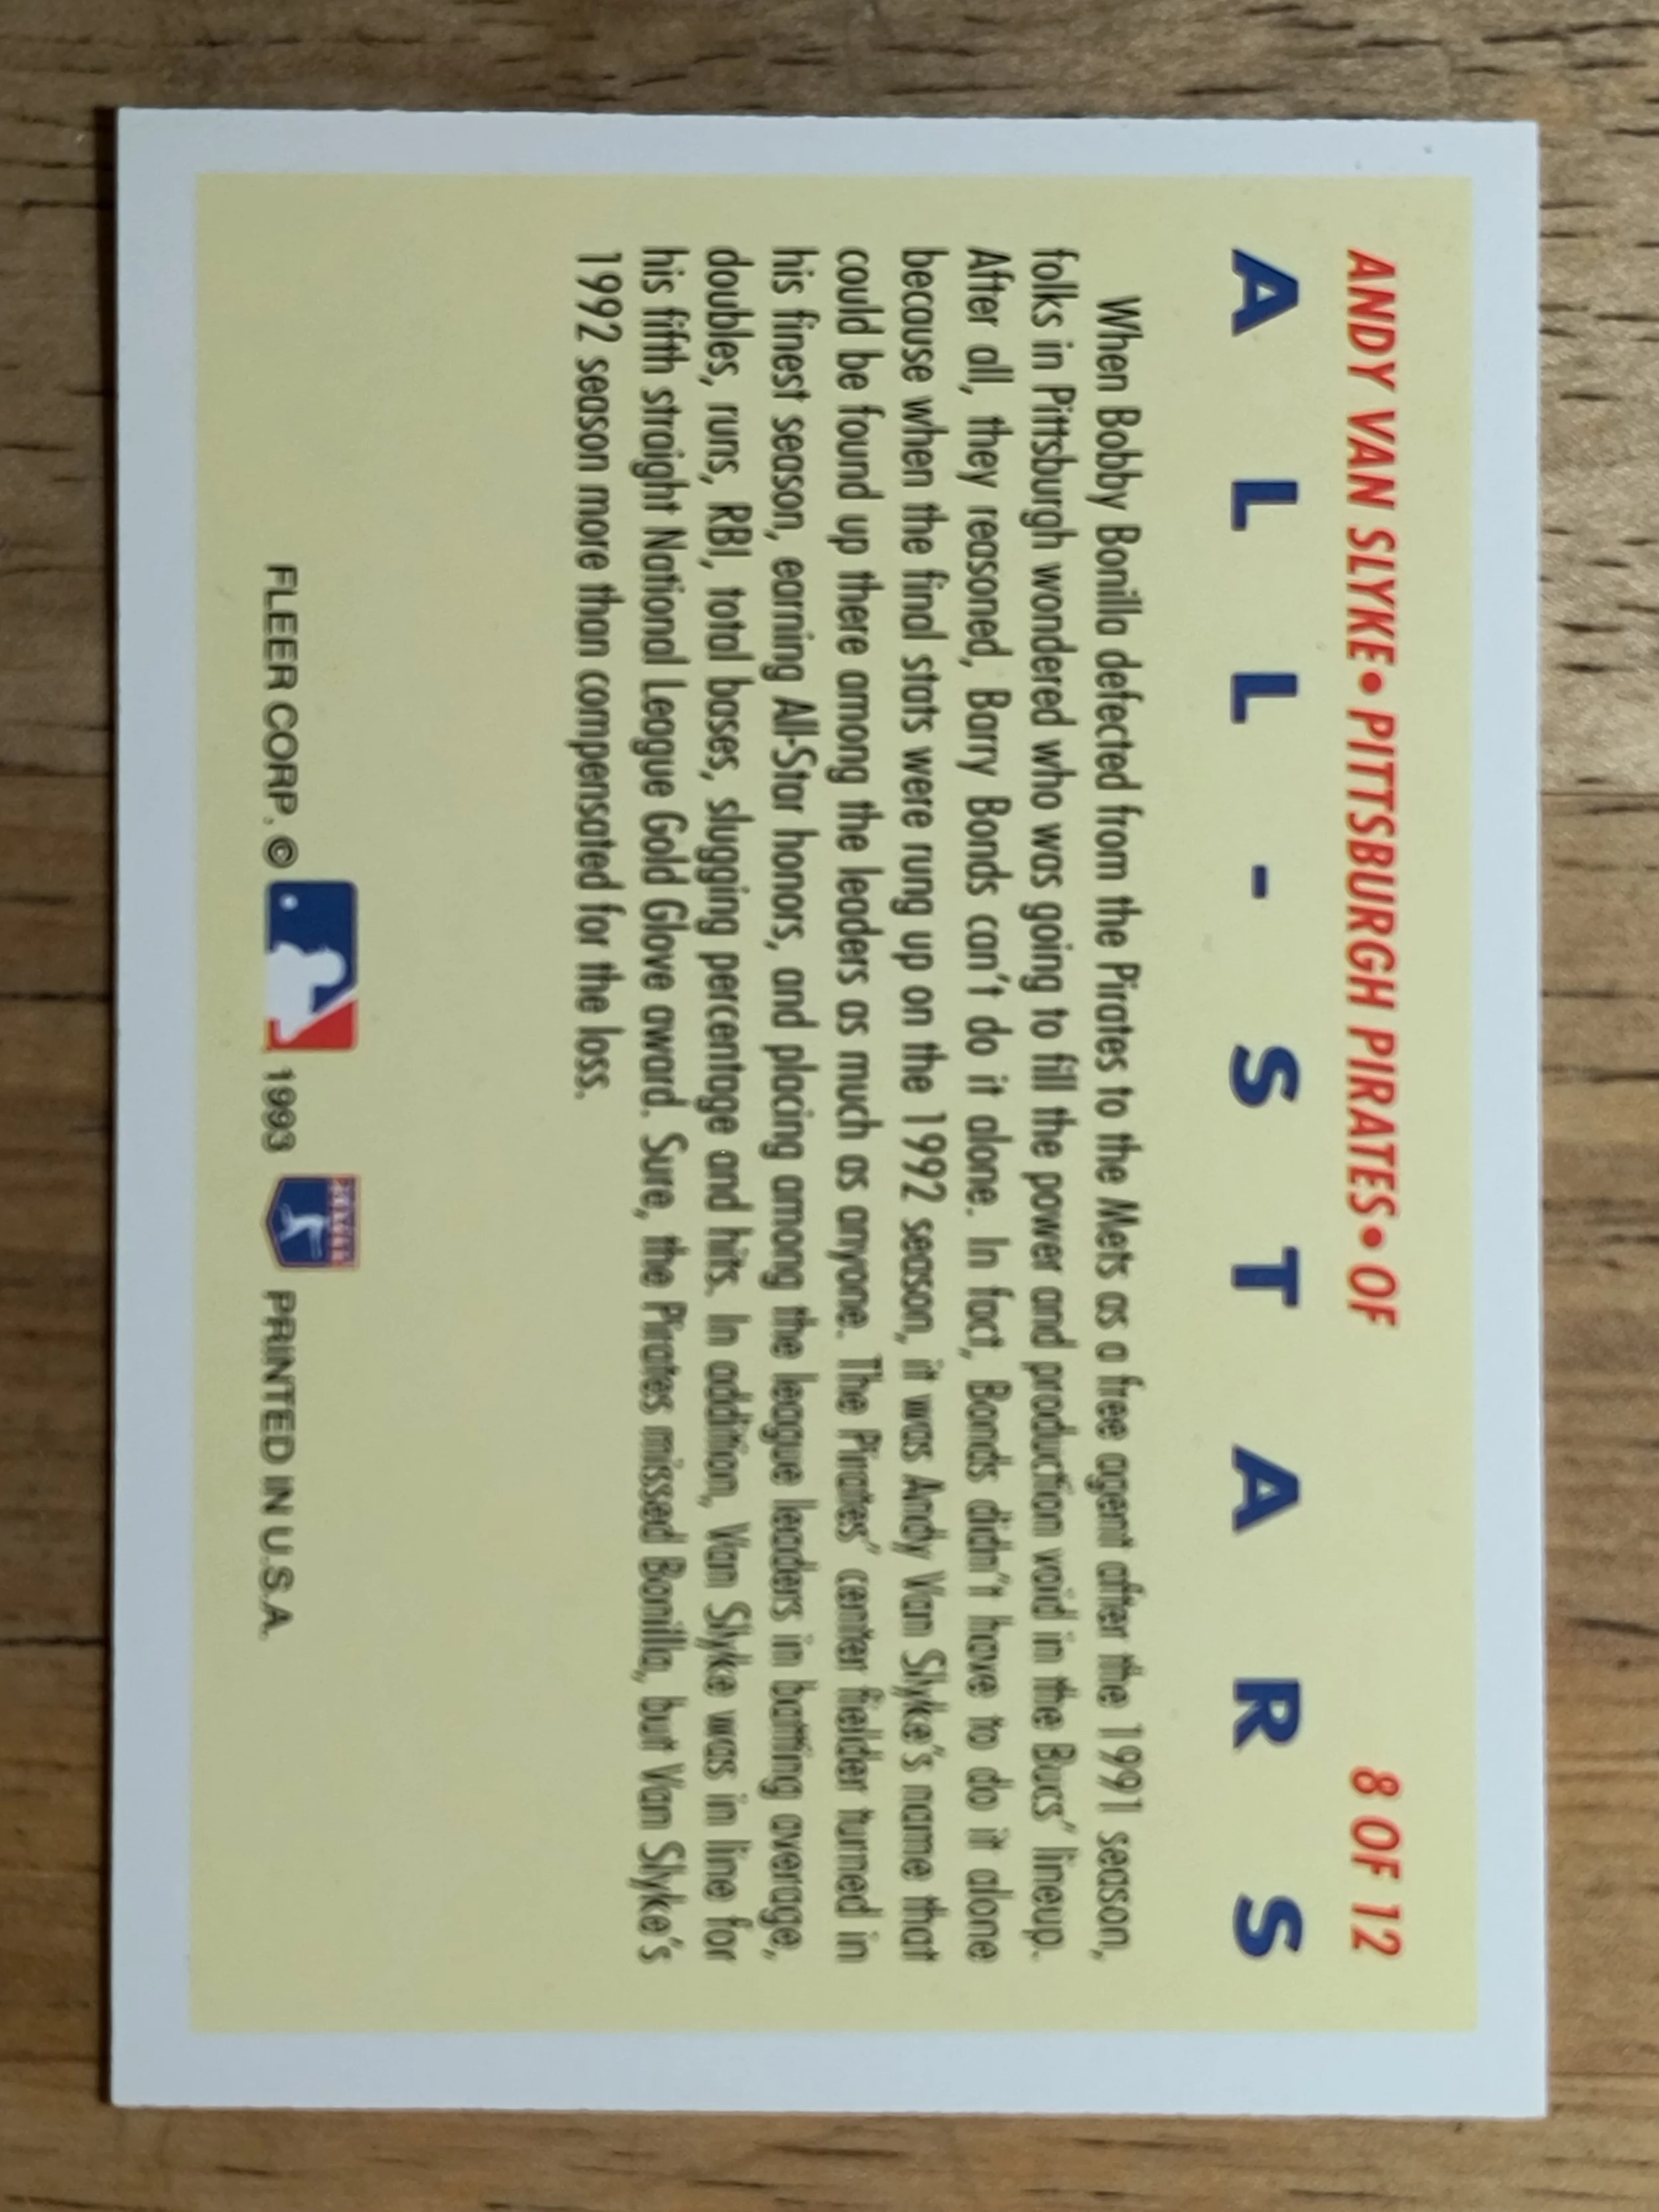 ANDY VAN SLYKE• PITTSBURGH PIRATES• OF 8 OF 12
ALL-STARS
When Bobby Bonilla defected from the Pirates to the Mets as a free agent after the 1991 season,
folks in Pittsburgh wondered who was going to fill the power and production void in the Bucs' lineup.
After all, they reasoned, Barry Bonds can't do it alone. In fact, Bonds didn't have to do it alone
because when the final stats were rung up on the 1992 season, it was Andy Van Slyke's name that
could be found up there among the leaders as much as anyone. The Pirates' center fielder turned in
his finest season, earning All-Star honors, and placing among the league leaders in batting average,
doubles, runs, RBI, total bases, slugging percentage and hits. In addition, Van Slyke was in line for
his fifth straight National League Gold Glove award. Sure, the Pirates missed Bonilla, but Van Slyke's
1992 season more than compensated for the loss.
FLEER CORP. © 1993 PRINTED IN U.S.A.